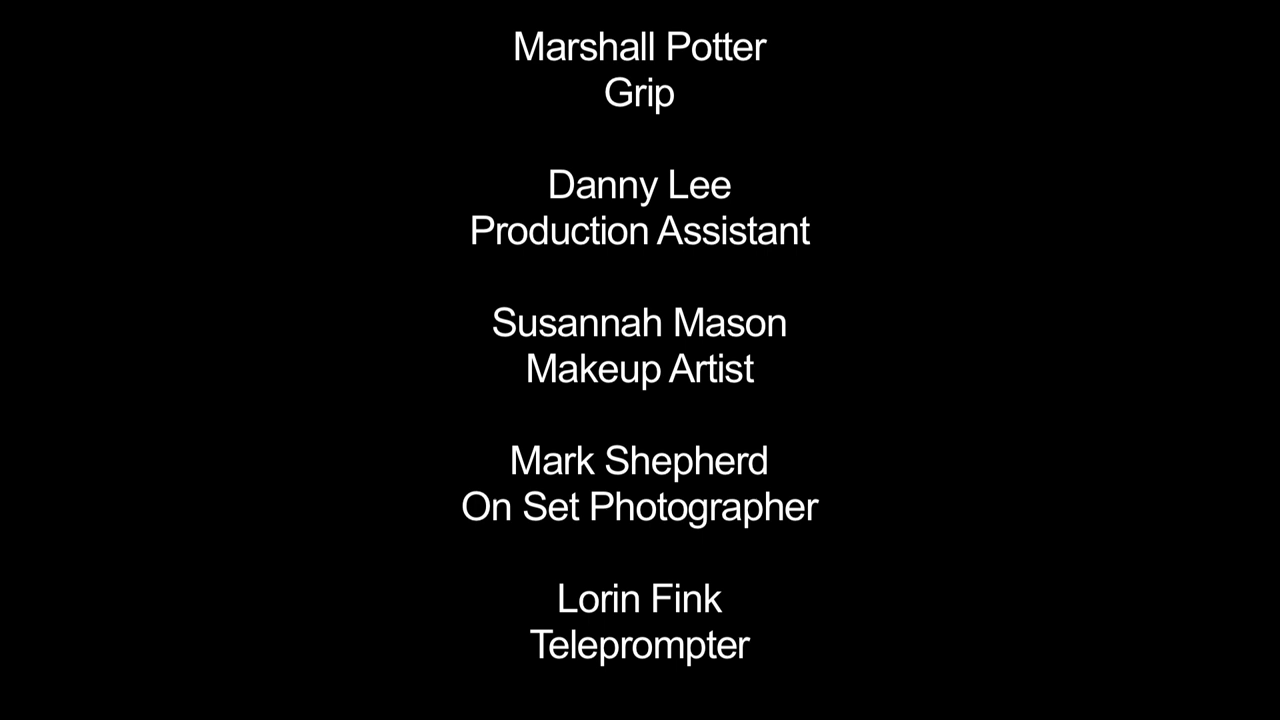 Marshall Potter
Grip
Danny Lee
Production Assistant
Susannah Mason
Makeup Artist
Mark Shepherd
On Set Photographer
Lorin Fink
Teleprompter